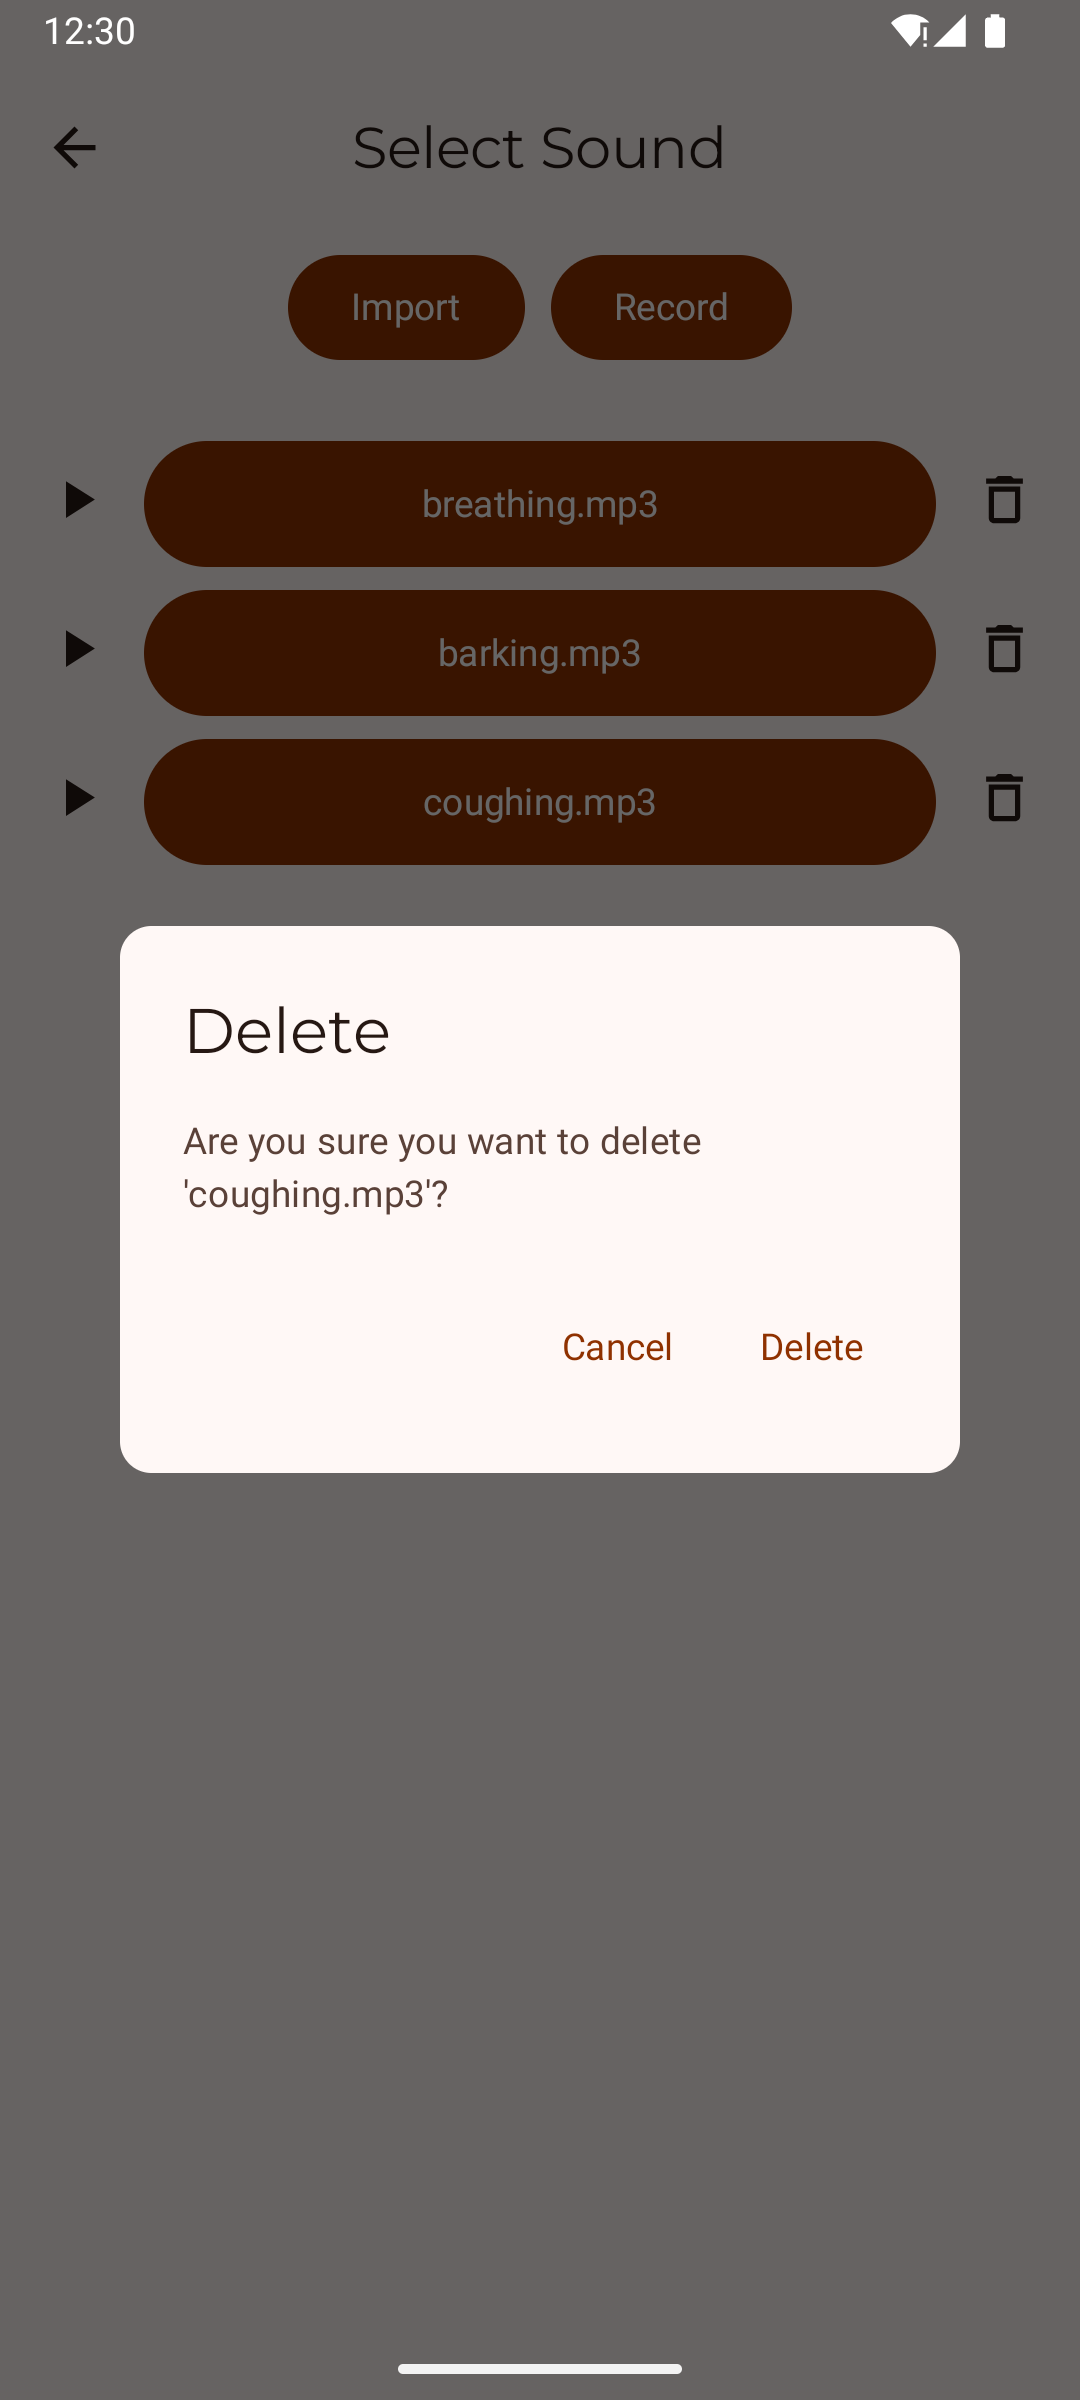 12:30
Select Sound
Import
Record
breathing.mp3
barking.mp3
coughing.mp3
Delete
Are you sure you want to delete
'coughing.mp3'?
Cancel
Delete